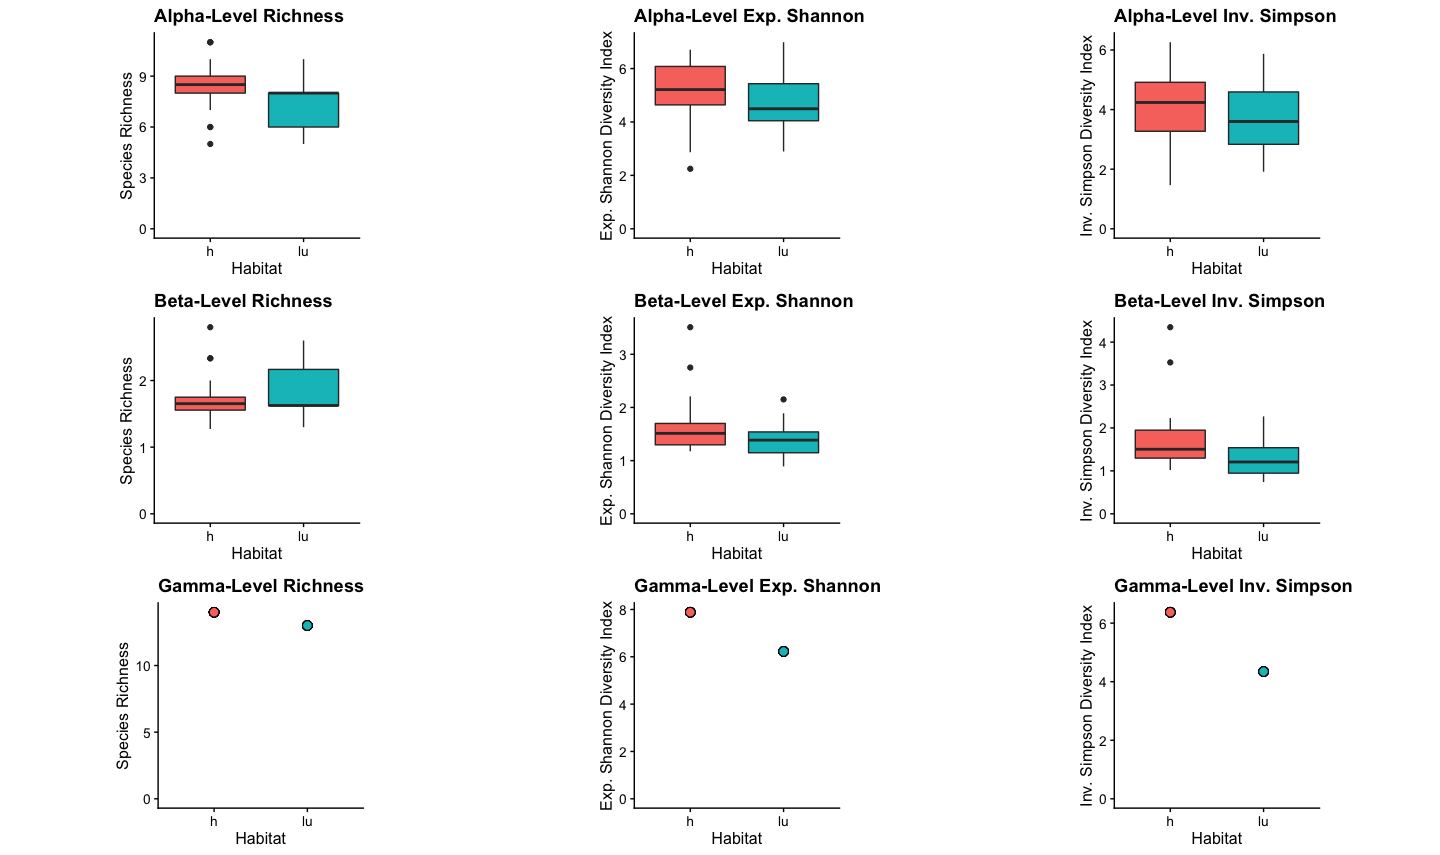 Alpha-Level Richness
Species Richness
9
6
3
0
h lu
Habitat
Alpha-Level Exp. Shannon
Exp. Shannon Diversity Index
6
4
2
0
h lu
Habitat
Alpha-Level Inv. Simpson
Inv. Simpson Diversity Index
6
4
2
0
h lu
Habitat
Beta-Level Richness
Species Richness
2
1
0
h lu
Habitat
Beta-Level Exp. Shannon
Exp. Shannon Diversity Index
3
2
1
0
h lu
Habitat
Beta-Level Inv. Simpson
Inv. Simpson Diversity Index
4
3
2
1
0
h lu
Habitat
Gamma-Level Richness
Species Richness
10
5
0
h lu
Habitat
Gamma-Level Exp. Shannon
Exp. Shannon Diversity Index
8
6
4
2
0
h lu
Habitat
Gamma-Level Inv. Simpson
Inv. Simpson Diversity Index
6
4
2
0
h lu
Habitat